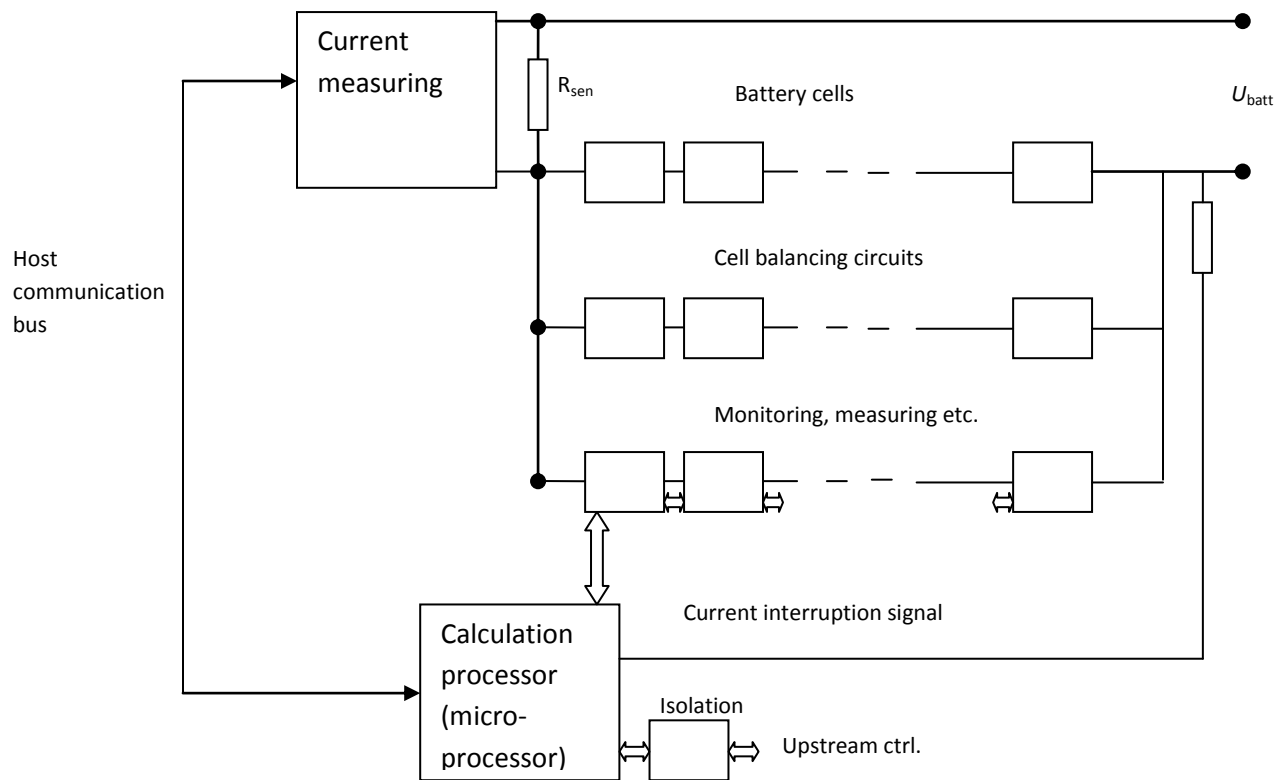 Current
measuring
R_sen
Battery cells
U_batt
Host
communication
bus
Cell balancing circuits
Monitoring, measuring etc.
Current interruption signal
Calculation
processor
(micro-
processor)
Isolation
Upstream ctrl.